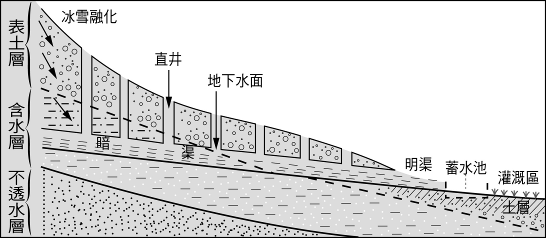 冰雪融化
表土層
直井
地下水面
含水層
暗
渠
明渠
蓄水池
灌溉區
不透水層
土層